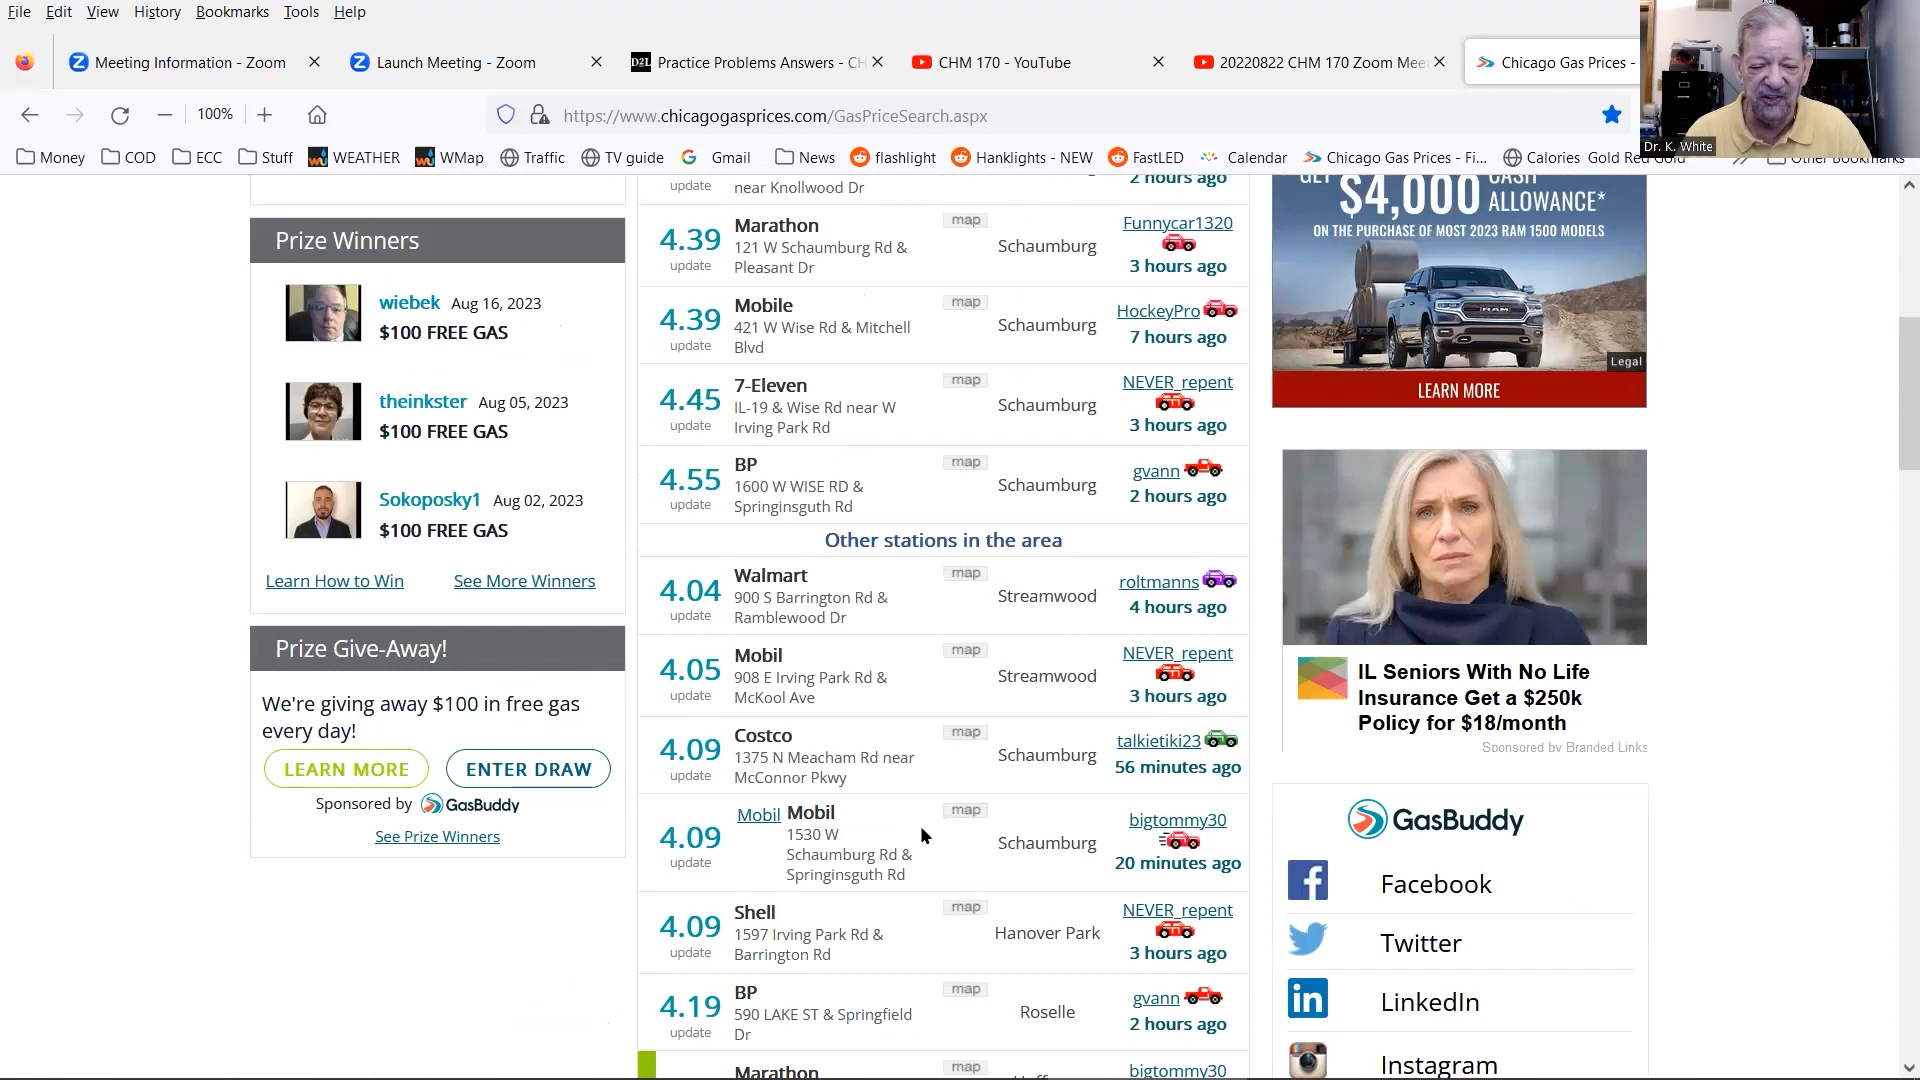 File Edit View History Bookmarks Tools Help
Meeting Information - Zoom
Launch Meeting - Zoom
D2L Practice Problems Answers - CH
CHM 170 - YouTube
20220822 CHM 170 Zoom Mee
Chicago Gas Prices -
100%
https://www.chicagogasprices.com/GasPriceSearch.aspx
Dr. K. White
Money COD ECC Stuff WEATHER WMap Traffic TV guide Gmail News flashlight Hanklights - NEW FastLED Calendar Chicago Gas Prices - Fi... Calories Gold Red Gold Other Bookmarks
Prize Winners
wiebek Aug 16, 2023
$100 FREE GAS
theinkster Aug 05, 2023
$100 FREE GAS
Sokoposky1 Aug 02, 2023
$100 FREE GAS
Learn How to Win See More Winners
Prize Give-Away!
We're giving away $100 in free gas
every day!
LEARN MORE ENTER DRAW
Sponsored by GasBuddy
See Prize Winners
update near Knollwood Dr 2 hours ago
4.39 Marathon map Funnycar1320
121 W Schaumburg Rd & Schaumburg
update Pleasant Dr 3 hours ago
4.39 Mobile map HockeyPro
421 W Wise Rd & Mitchell Schaumburg
update Blvd 7 hours ago
4.45 7-Eleven map NEVER_repent
IL-19 & Wise Rd near W Schaumburg
update Irving Park Rd 3 hours ago
4.55 BP map gvann
1600 W WISE RD & Schaumburg
update Springinsguth Rd 2 hours ago
Other stations in the area
4.04 Walmart map roltmanns
900 S Barrington Rd & Streamwood
update Ramblewood Dr 4 hours ago
4.05 Mobil map NEVER_repent
908 E Irving Park Rd & Streamwood
update McKool Ave 3 hours ago
4.09 Costco map talkietiki23
1375 N Meacham Rd near Schaumburg
update McConnor Pkwy 56 minutes ago
4.09 Mobil Mobil map bigtommy30
1530 W
Schaumburg Rd & Schaumburg
update Springinsguth Rd 20 minutes ago
4.09 Shell map NEVER_repent
1597 Irving Park Rd & Hanover Park
update Barrington Rd 3 hours ago
4.19 BP map gvann
590 LAKE ST & Springfield Roselle
update Dr 2 hours ago
Marathon map bigtommy30
GET $4,000 CASH
ALLOWANCE*
ON THE PURCHASE OF MOST 2023 RAM 1500 MODELS
RAM
Legal
LEARN MORE
IL Seniors With No Life
Insurance Get a $250k
Policy for $18/month
Sponsored by Branded Links
GasBuddy
Facebook
Twitter
LinkedIn
Instagram